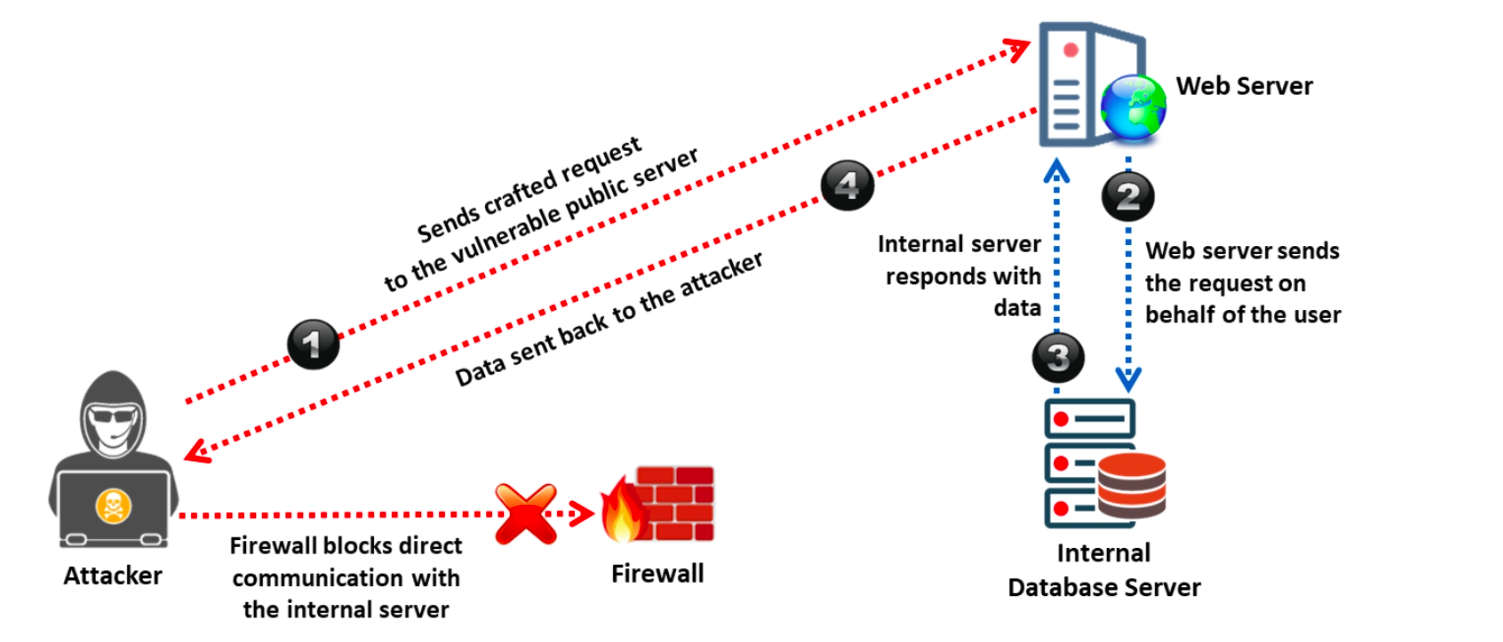 Web Server
Sends crafted request
to the vulnerable public server
1
4
Data sent back to the attacker
2
Internal server
responds with
data
Web server sends
the request on
behalf of the user
3
Attacker
Firewall blocks direct
communication with
the internal server
Firewall
Internal
Database Server